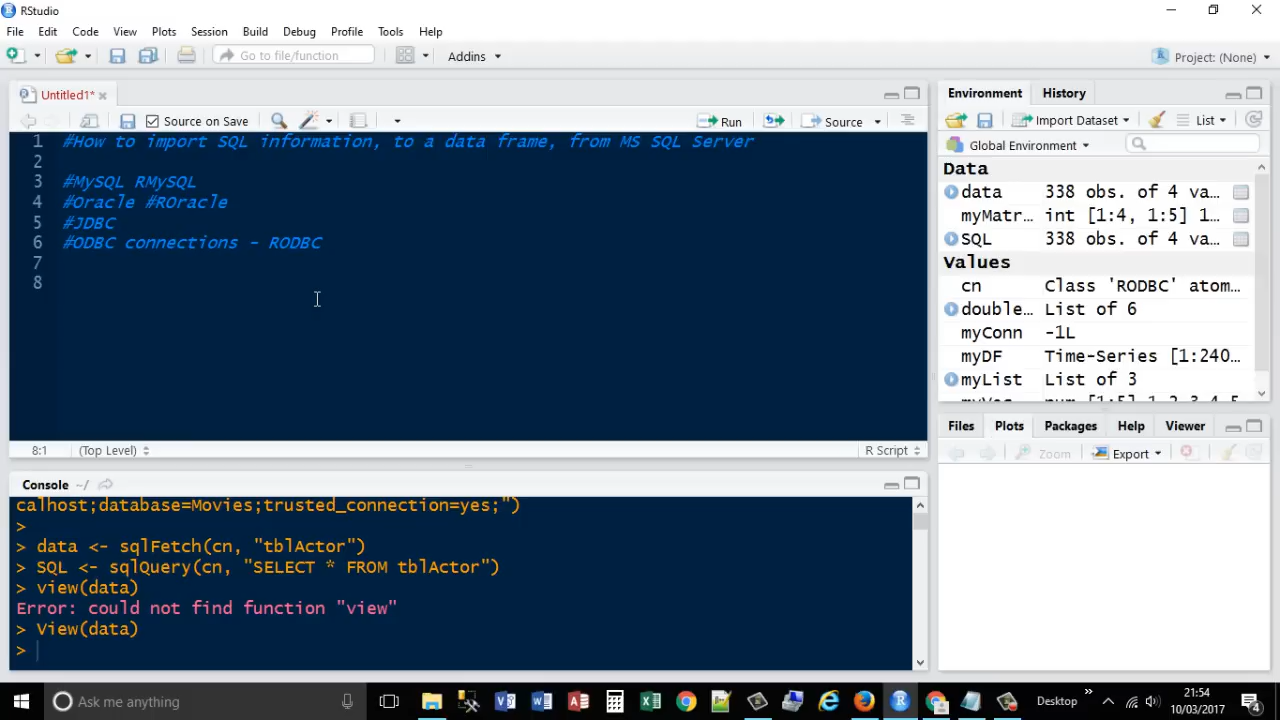 RStudio
File Edit Code View Plots Session Build Debug Profile Tools Help
Go to file/function Addins Project: (None)
Untitled1*
Source on Save Run Source
1 #How to import SQL information, to a data frame, from MS SQL Server
2
3 #MySQL RMySQL
4 #Oracle #ROracle
5 #JDBC
6 #ODBC connections - RODBC
7
8
8:1 (Top Level) R Script
Console ~/
calhost;database=Movies;trusted_connection=yes;")
>
> data <- sqlFetch(cn, "tblActor")
> SQL <- sqlQuery(cn, "SELECT * FROM tblActor")
> view(data)
Error: could not find function "view"
> View(data)
>
Environment History
Import Dataset List
Global Environment
Data
data 338 obs. of 4 va…
myMatr… int [1:4, 1:5] 1…
SQL 338 obs. of 4 va…
Values
cn Class 'RODBC' atom…
double… List of 6
myConn -1L
myDF Time-Series [1:240…
myList List of 3
Files Plots Packages Help Viewer
Zoom Export
Ask me anything
Desktop 21:54
10/03/2017
4